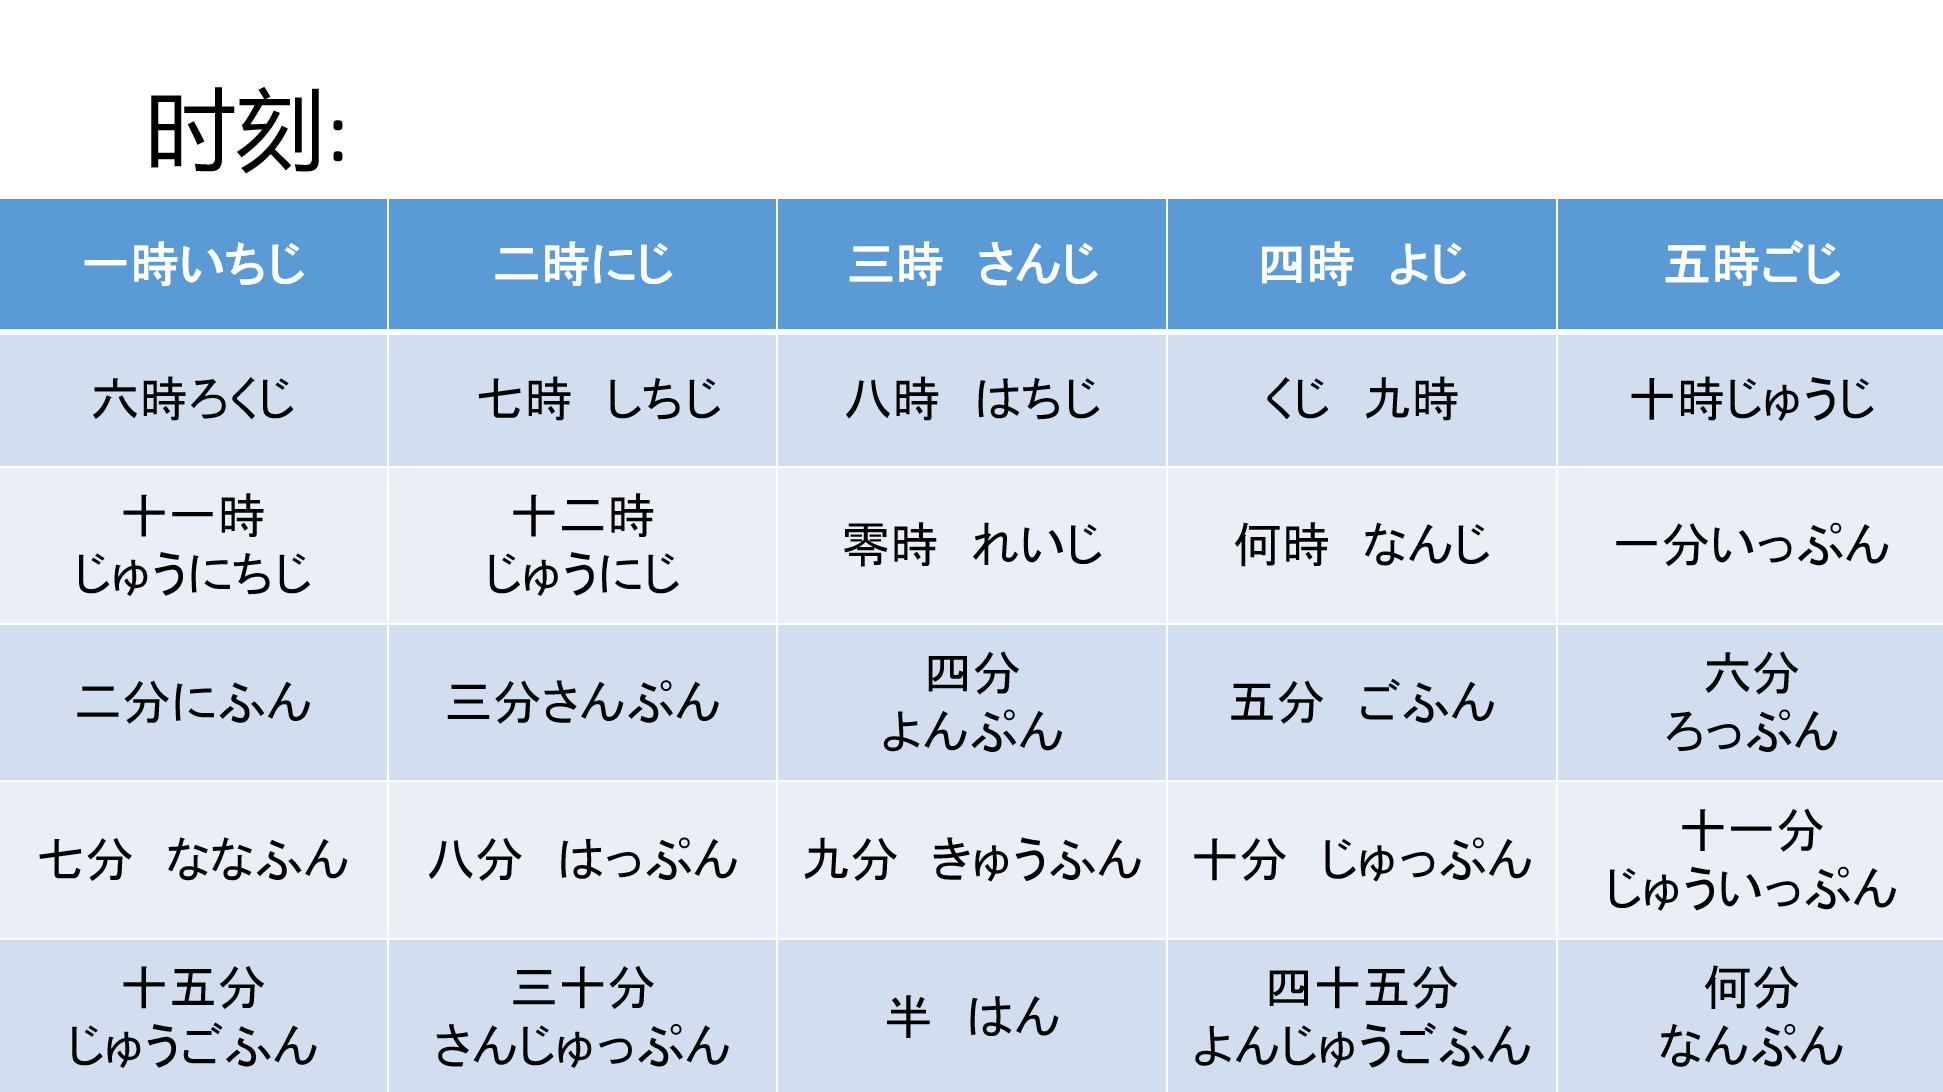 时刻:
一時いちじ
二時にじ
三時　さんじ
四時　よじ
五時ごじ
六時ろくじ
七時　しちじ
八時　はちじ
くじ　九時
十時じゅうじ
十一時
じゅうにちじ
十二時
じゅうにじ
零時　れいじ
何時　なんじ
一分いっぷん
二分にふん
三分さんぷん
四分
よんぷん
五分　ごふん
六分
ろっぷん
七分　ななふん
八分　はっぷん
九分　きゅうふん
十分　じゅっぷん
十一分
じゅういっぷん
十五分
じゅうごふん
三十分
さんじゅっぷん
半　はん
四十五分
よんじゅうごふん
何分
なんぷん